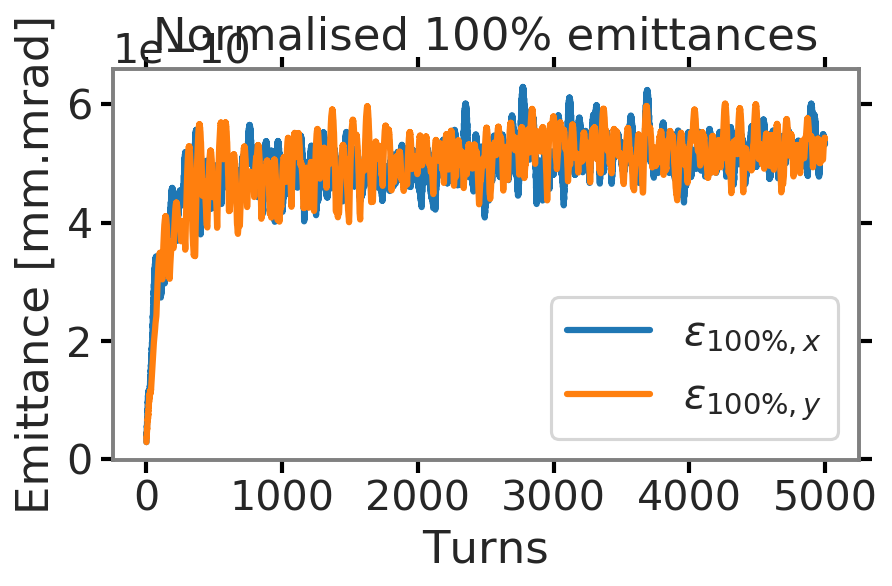 Normalised 100% emittances
1e−10
Emittance [mm.mrad]
6
4
2
0
ε100%, x
ε100%, y
0 1000 2000 3000 4000 5000
Turns